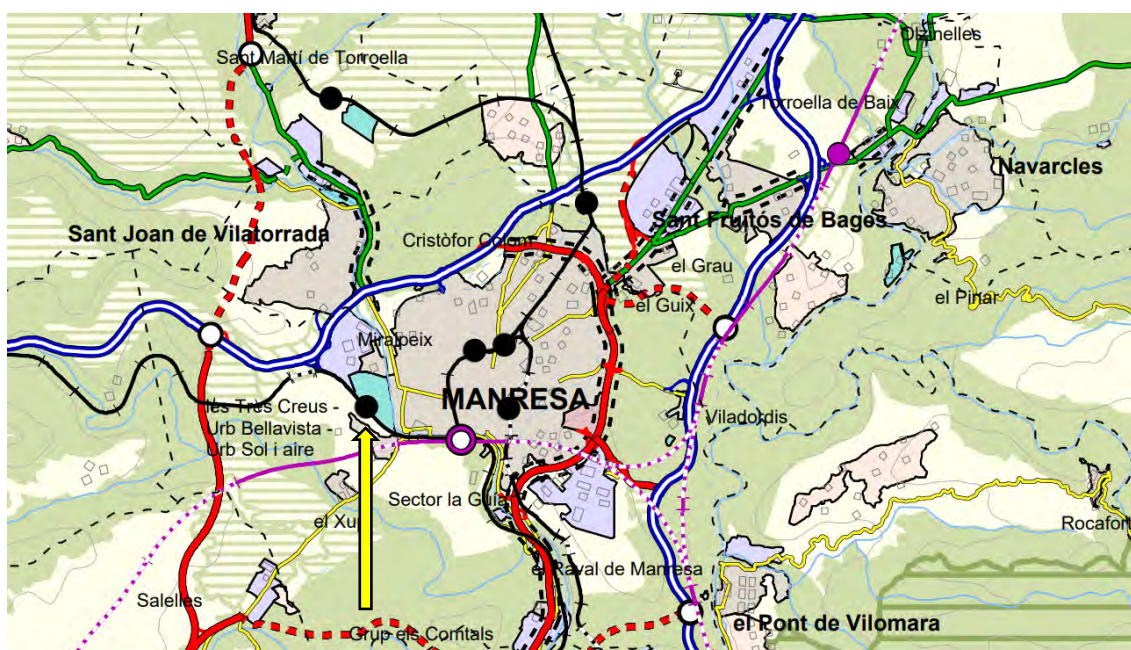 Olzinelles
Sant Martí de Torroella
Torroella de Baix
Navarcles
Sant Fruitós de Bages
Sant Joan de Vilatorrada
Cristòfor Colom
el Grau
el Guix
el Pinar
Miralpeix
MANRESA
les Tres Creus -
Urb Bellavista -
Urb Sol i aire
Viladordis
Sector la Guia
el Xup
Rocafort
el Raval de Manresa
Salelles
el Pont de Vilomara
Grup els Comtals